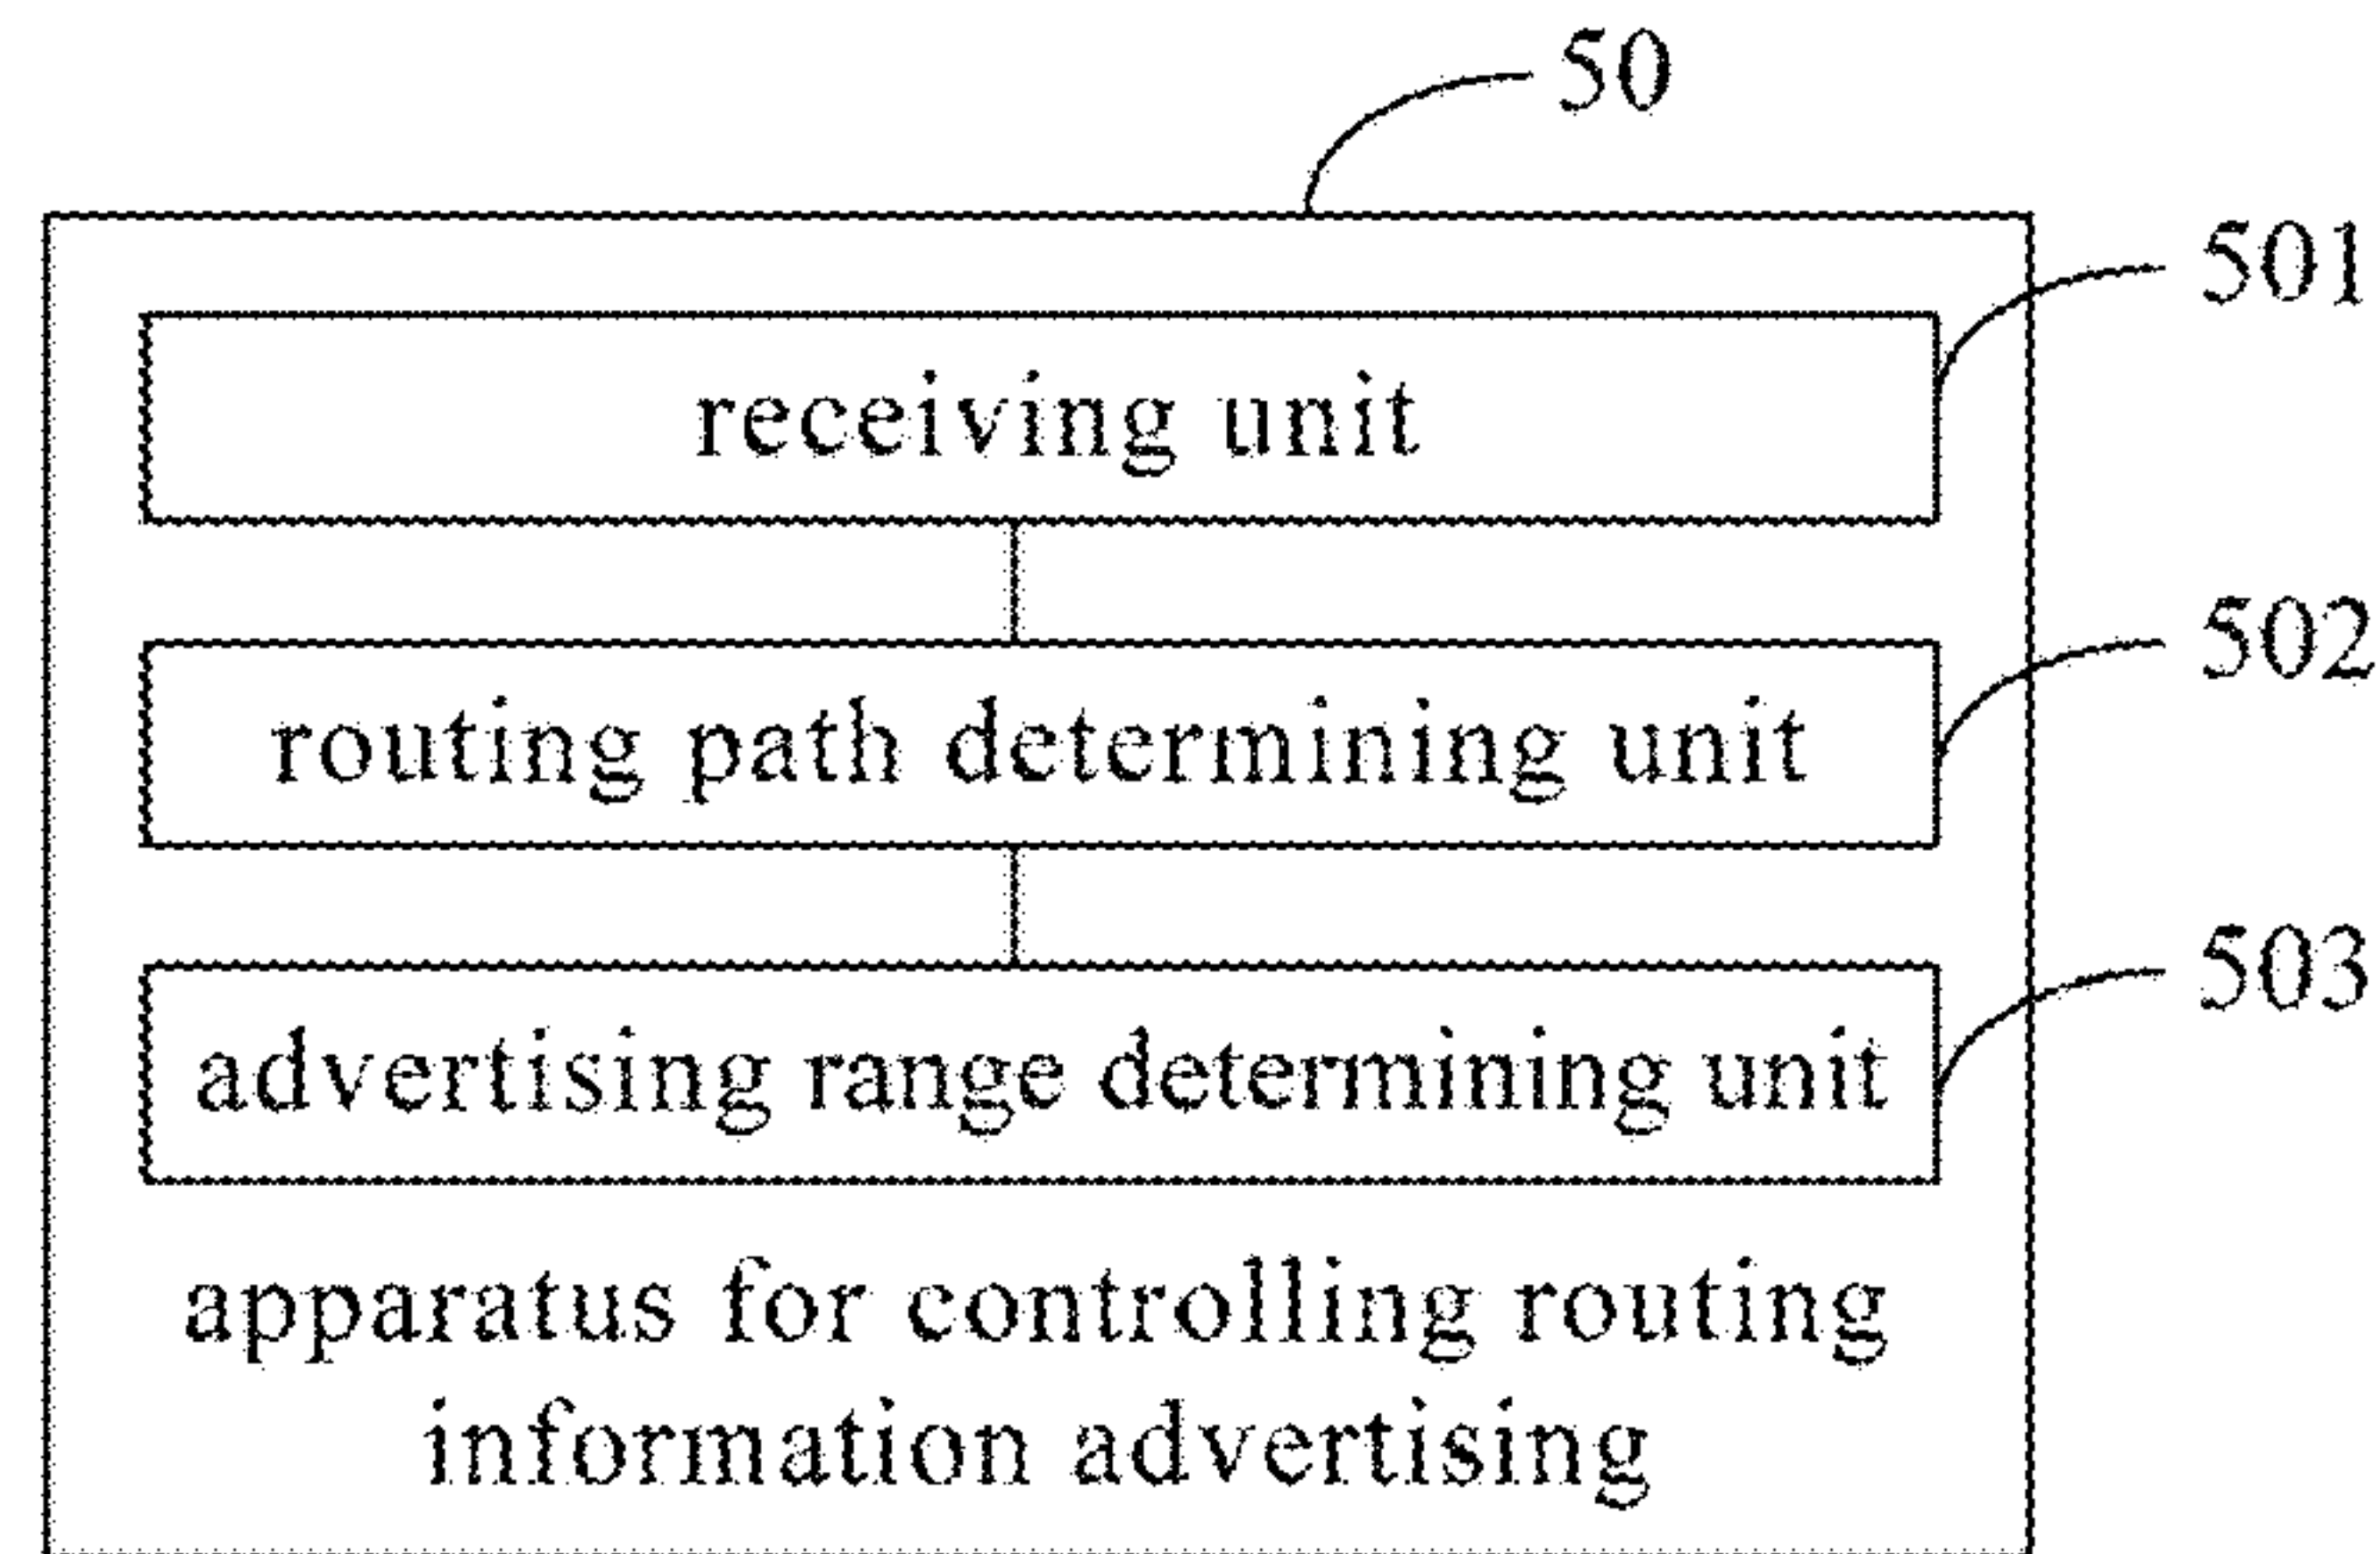 50
501
receiving unit
502
routing path determining unit
503
advertising range determining unit
apparatus for controlling routing
information advertising